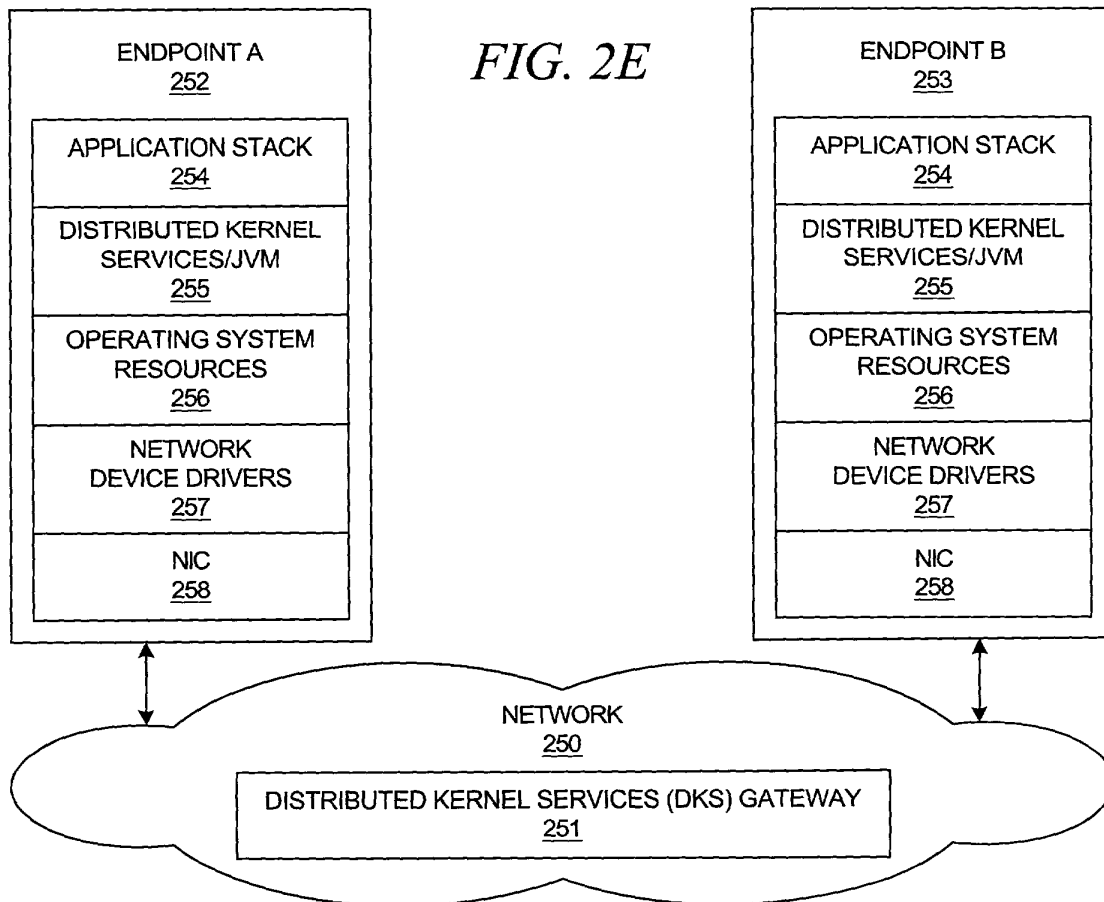 FIG. 2E
ENDPOINT A
252
APPLICATION STACK
254
DISTRIBUTED KERNEL
SERVICES/JVM
255
OPERATING SYSTEM
RESOURCES
256
NETWORK
DEVICE DRIVERS
257
NIC
258
ENDPOINT B
253
APPLICATION STACK
254
DISTRIBUTED KERNEL
SERVICES/JVM
255
OPERATING SYSTEM
RESOURCES
256
NETWORK
DEVICE DRIVERS
257
NIC
258
NETWORK
250
DISTRIBUTED KERNEL SERVICES (DKS) GATEWAY
251